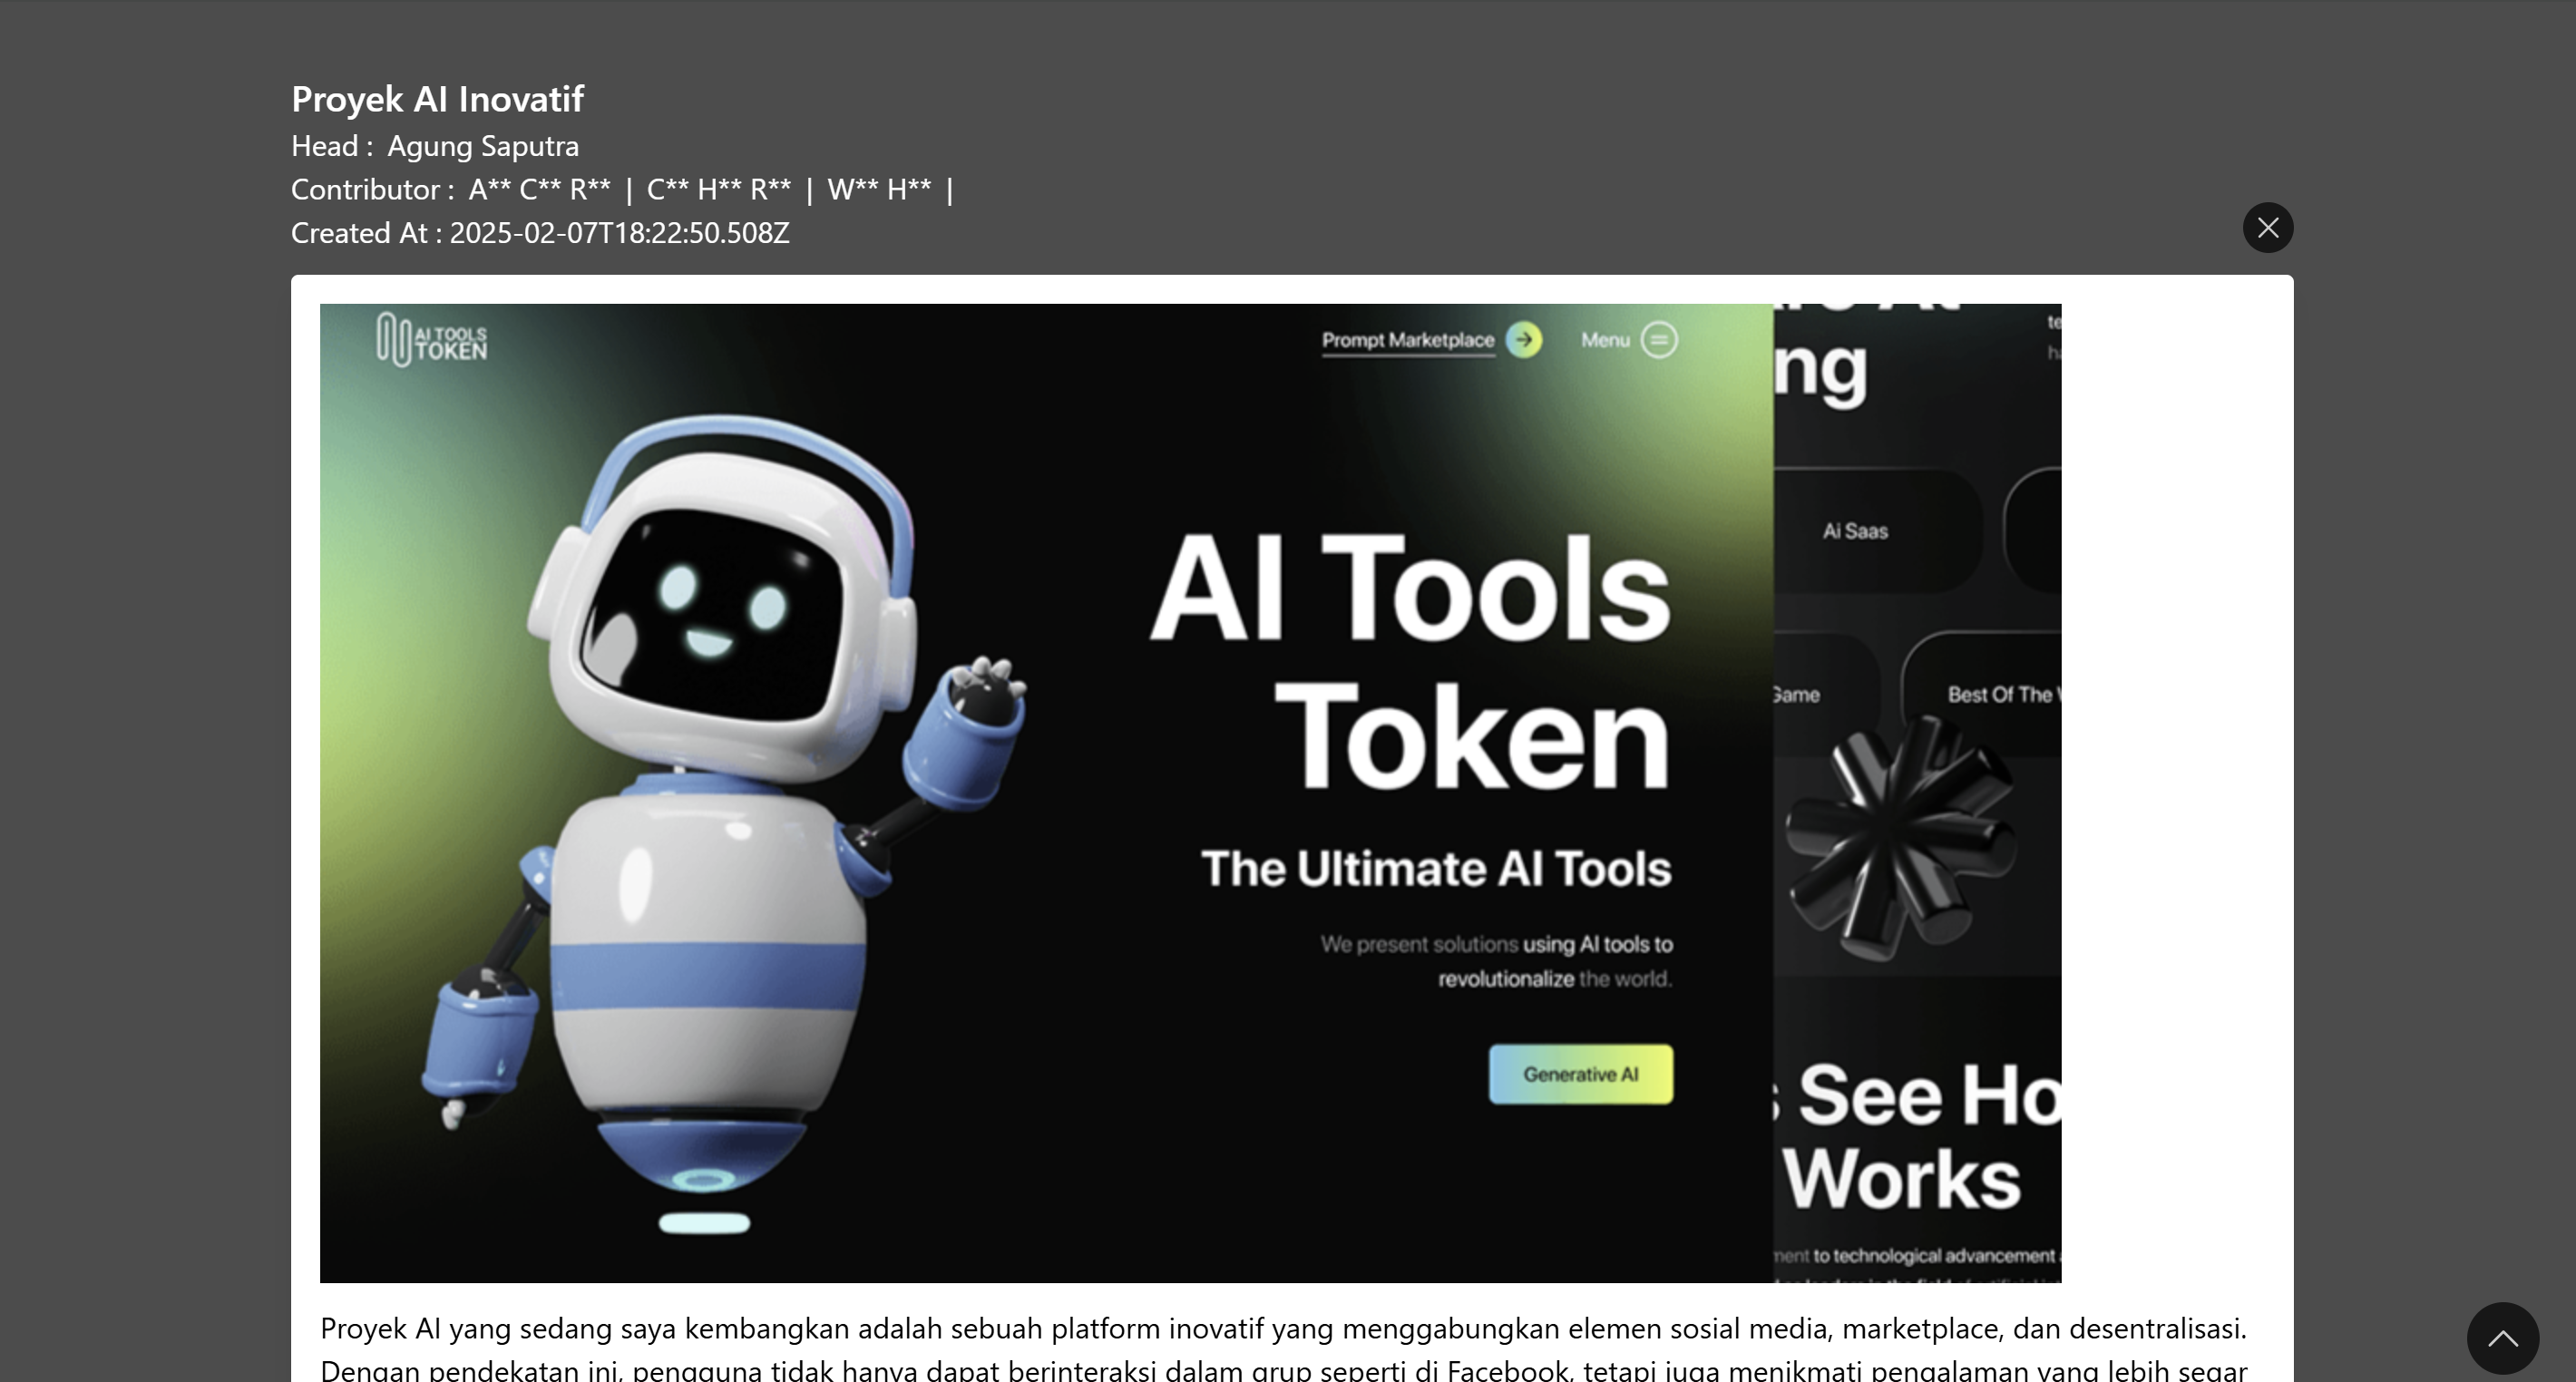 Proyek AI Inovatif
Head : Agung Saputra
Contributor : A** C** R** | C** H** R** | W** H** |
Created At : 2025-02-07T18:22:50.508Z
AI TOOLS
TOKEN
Prompt Marketplace
Menu
ng
Ai Saas
AI Tools
Token
Game
Best Of The
The Ultimate AI Tools
We present solutions using AI tools to
revolutionalize the world.
Generative AI
See Ho
Works
to technological advancement
Proyek AI yang sedang saya kembangkan adalah sebuah platform inovatif yang menggabungkan elemen sosial media, marketplace, dan desentralisasi.
Dengan pendekatan ini, pengguna tidak hanya dapat berinteraksi dalam grup seperti di Facebook, tetapi juga menikmati pengalaman yang lebih segar